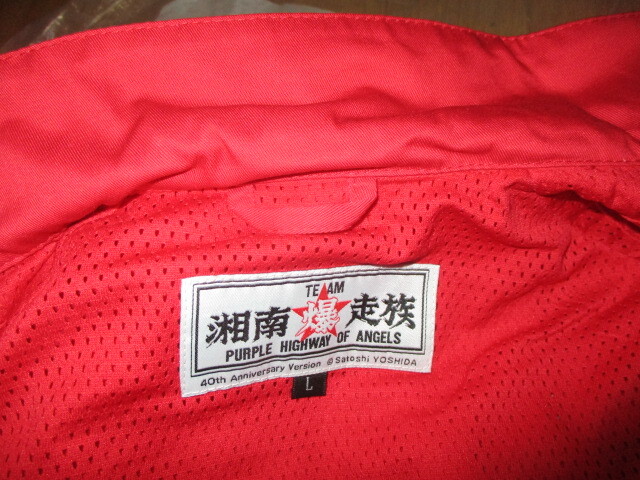 TEAM
湘南爆走族
PURPLE HIGHWAY OF ANGELS
40th Anniversary Version © Satoshi YOSHIDA
L